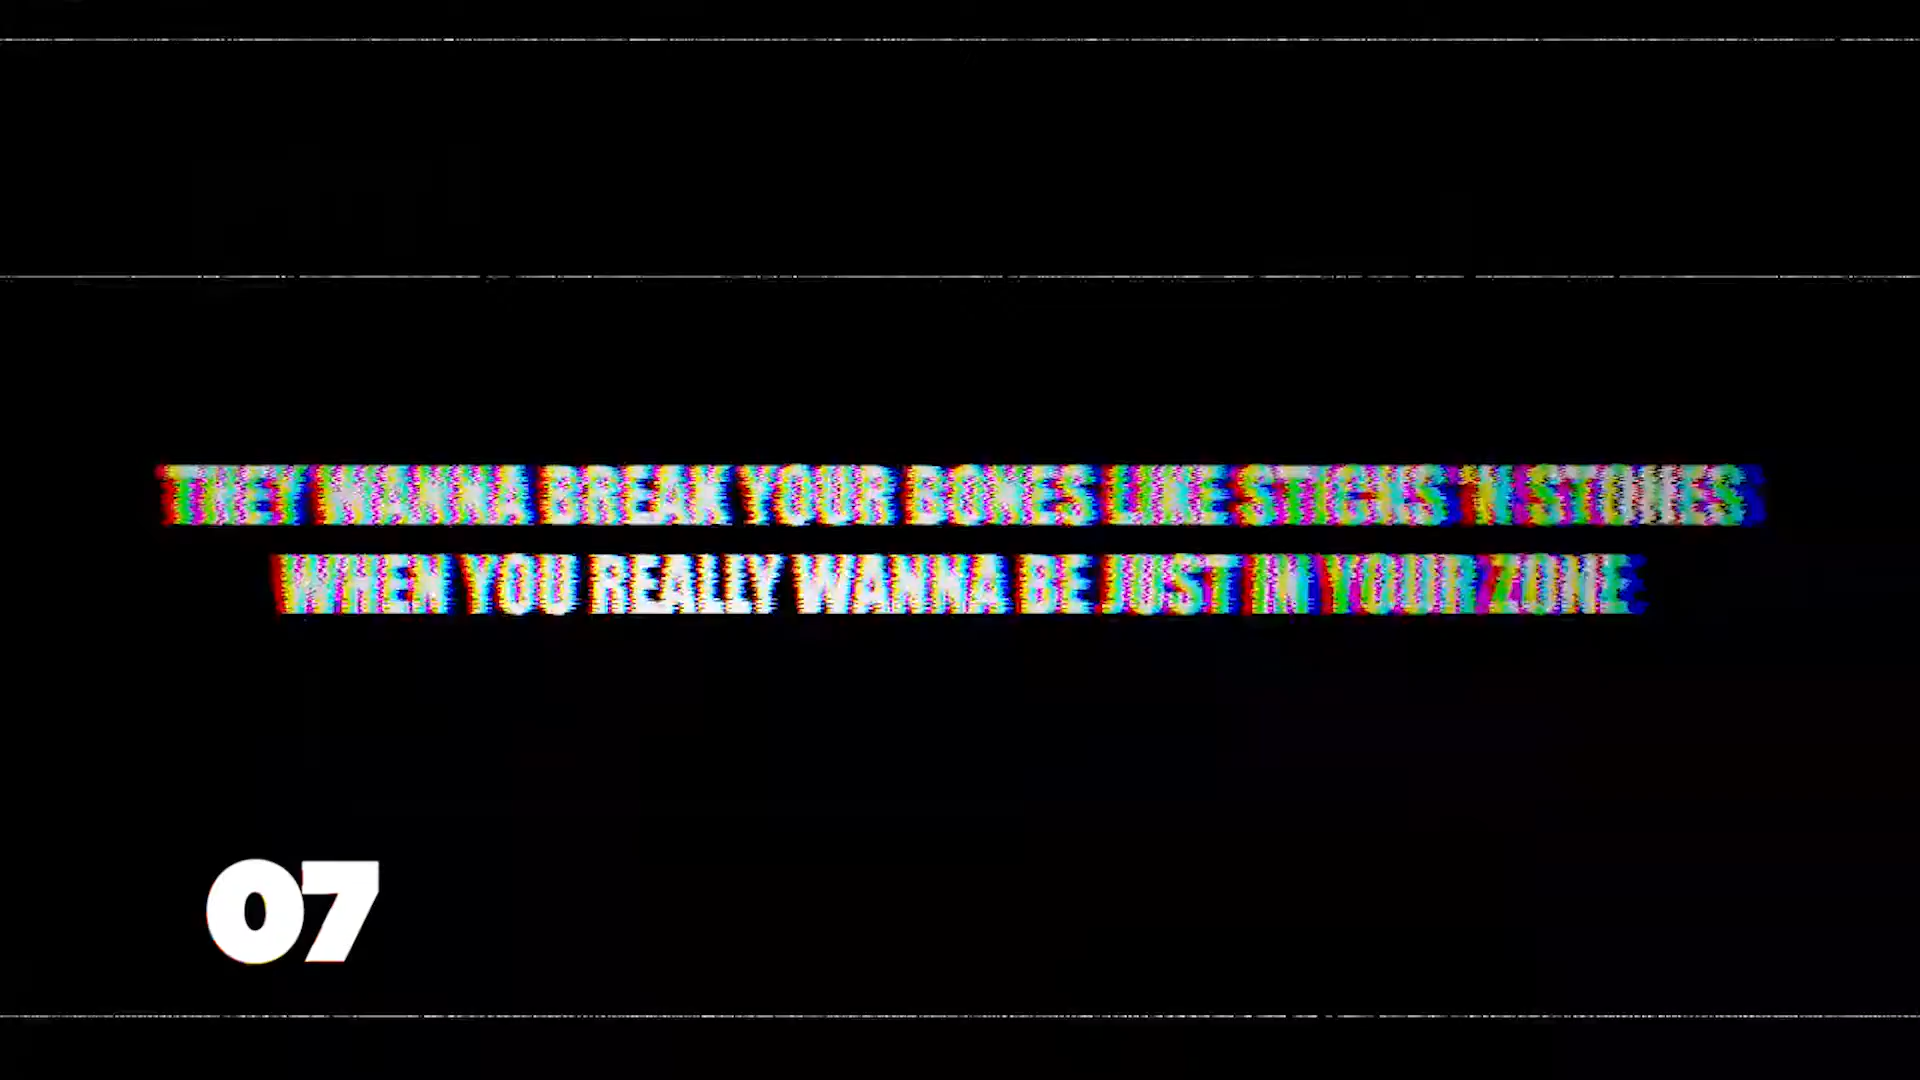 THEY WANNA BREAK YOUR BONES LIKE STICKS 'N STONES
WHEN YOU REALLY WANNA BE JUST IN YOUR ZONE
07